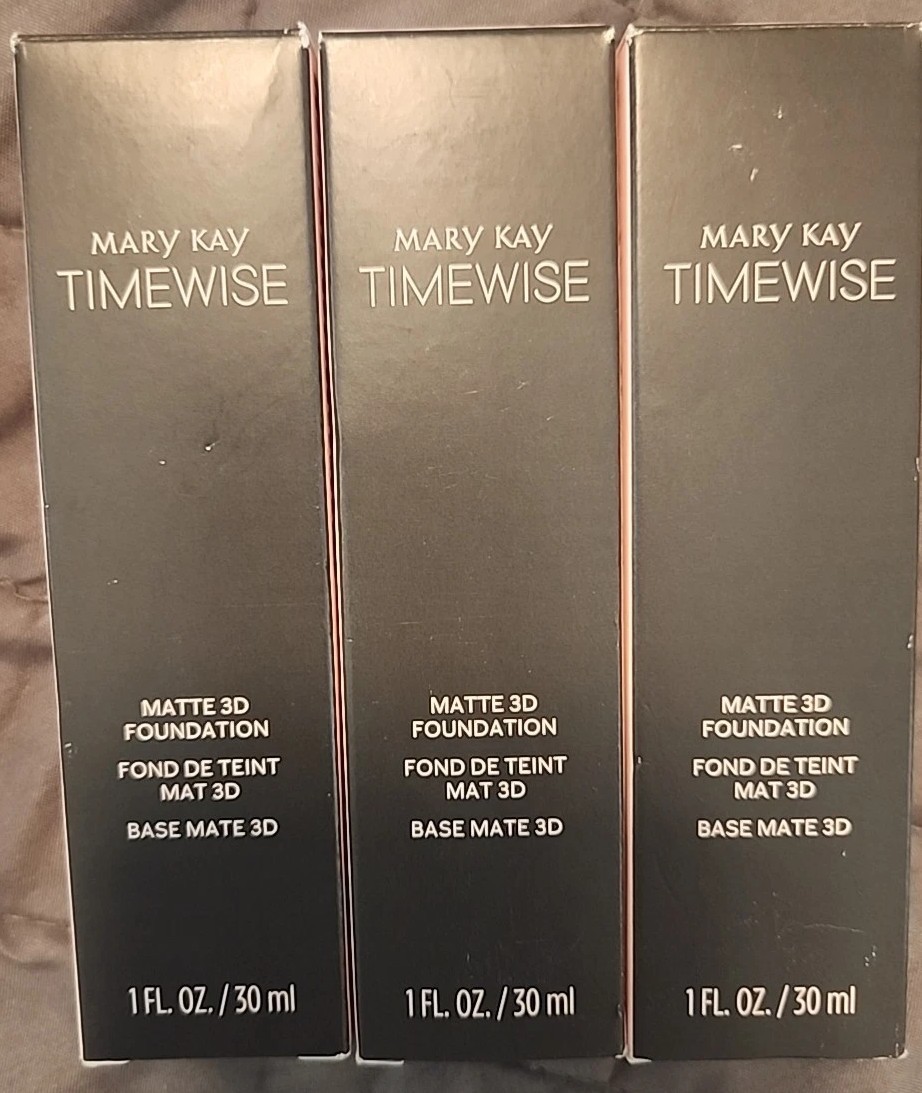 MARY KAY
TIMEWISE
MATTE 3D
FOUNDATION
FOND DE TEINT
MAT 3D
BASE MATE 3D
1 FL. OZ. / 30 ml
MARY KAY
TIMEWISE
MATTE 3D
FOUNDATION
FOND DE TEINT
MAT 3D
BASE MATE 3D
1 FL. OZ. / 30 ml
MARY KAY
TIMEWISE
MATTE 3D
FOUNDATION
FOND DE TEINT
MAT 3D
BASE MATE 3D
1 FL. OZ. / 30 ml